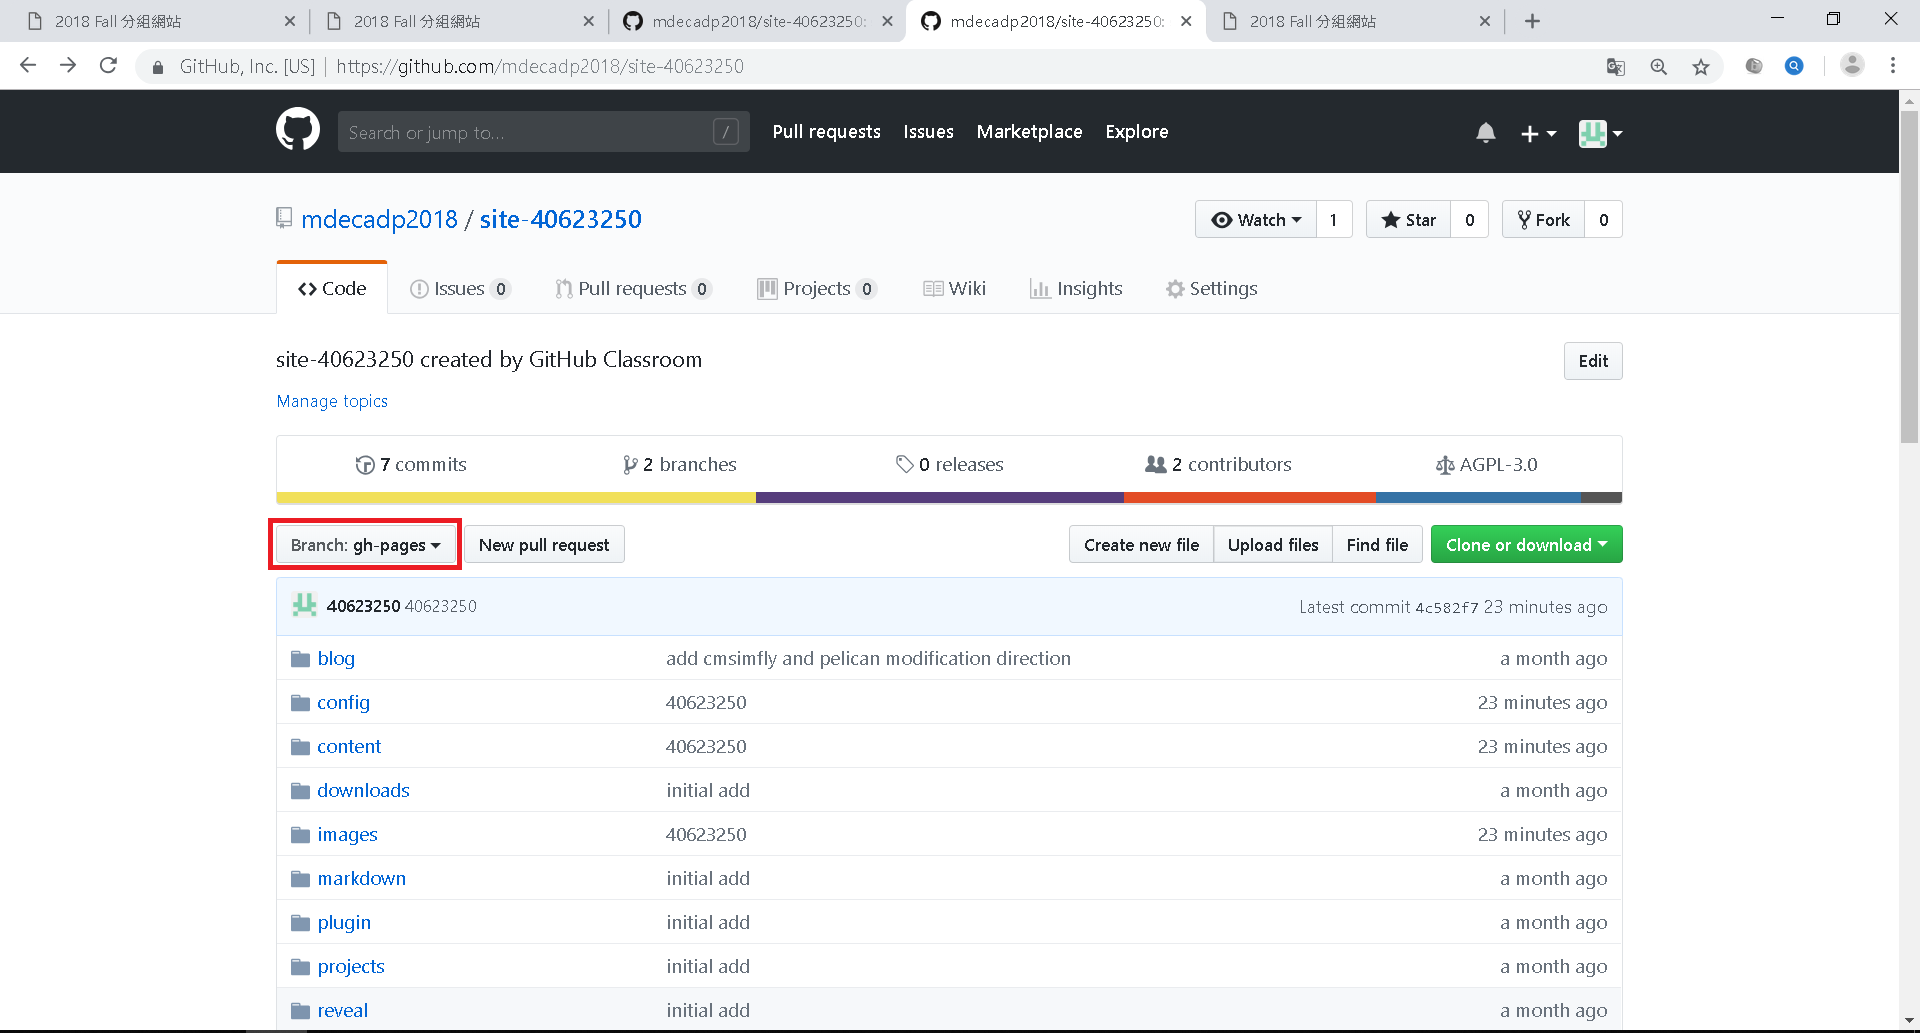 2018 Fall 分組網站
2018 Fall 分組網站
mdecadp2018/site-40623250:
mdecadp2018/site-40623250:
2018 Fall 分組網站
GitHub, Inc. [US] | https://github.com/mdecadp2018/site-40623250
Search or jump to... /
Pull requests Issues Marketplace Explore
mdecadp2018 / site-40623250
Watch 1 Star 0 Fork 0
Code Issues 0 Pull requests 0 Projects 0 Wiki Insights Settings
site-40623250 created by GitHub Classroom
Edit
Manage topics
7 commits 2 branches 0 releases 2 contributors AGPL-3.0
Branch: gh-pages New pull request Create new file Upload files Find file Clone or download
40623250 40623250 Latest commit 4c582f7 23 minutes ago
blog add cmsimfly and pelican modification direction a month ago
config 40623250 23 minutes ago
content 40623250 23 minutes ago
downloads initial add a month ago
images 40623250 23 minutes ago
markdown initial add a month ago
plugin initial add a month ago
projects initial add a month ago
reveal initial add a month ago